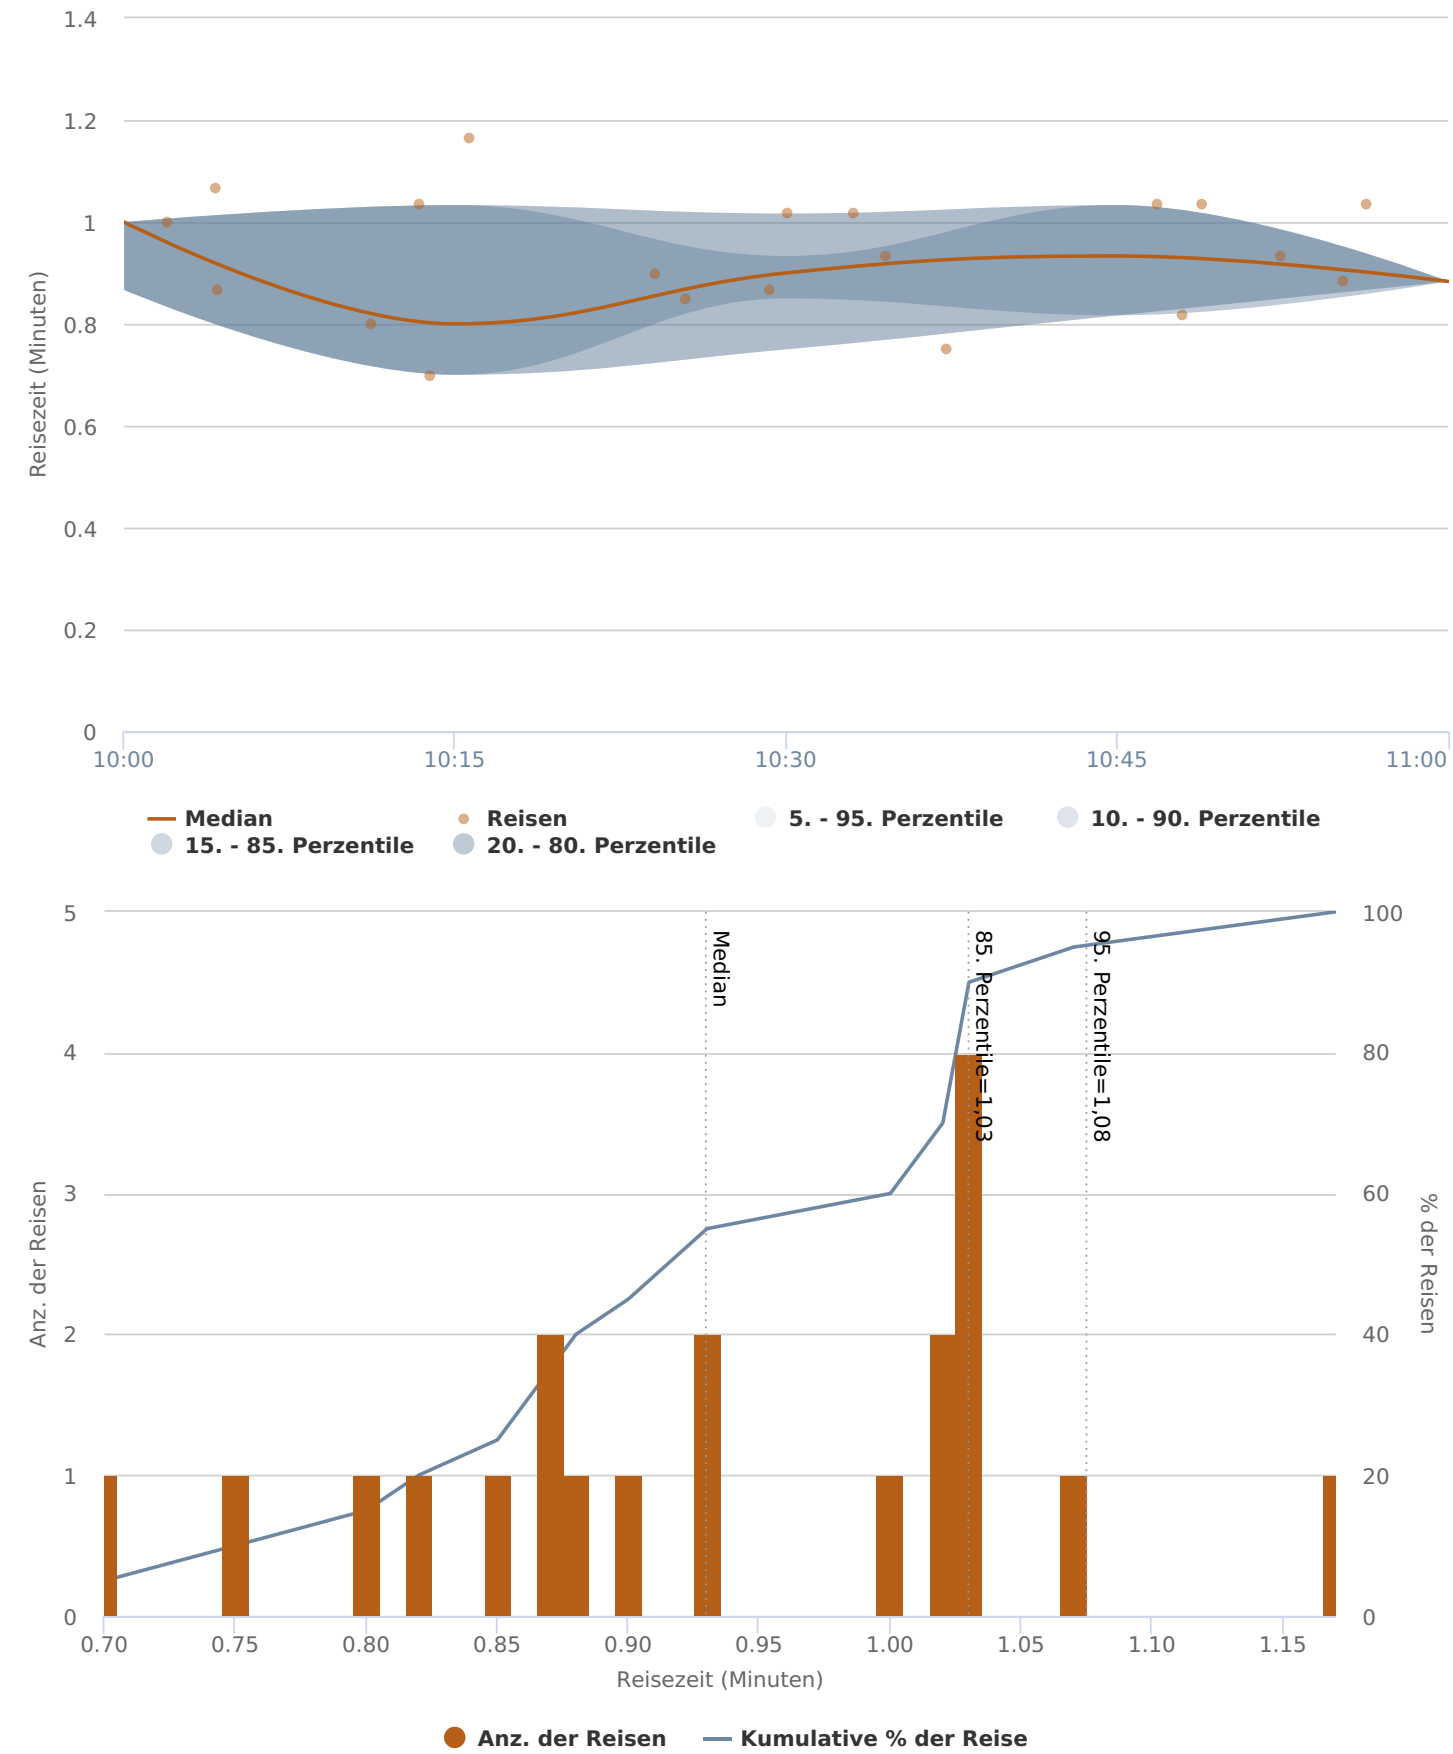 1.4
1.2
1
0.8
0.6
0.4
0.2
0
Reisezeit (Minuten)
10:00 10:15 10:30 10:45 11:00
Median Reisen 5. - 95. Perzentile 10. - 90. Perzentile
15. - 85. Perzentile 20. - 80. Perzentile
5
4
3
2
1
0
Anz. der Reisen
Median
85. Perzentile=1,03
95. Perzentile=1,08
100
80
60
40
20
0
% der Reisen
0.70 0.75 0.80 0.85 0.90 0.95 1.00 1.05 1.10 1.15
Reisezeit (Minuten)
Anz. der Reisen Kumulative % der Reise